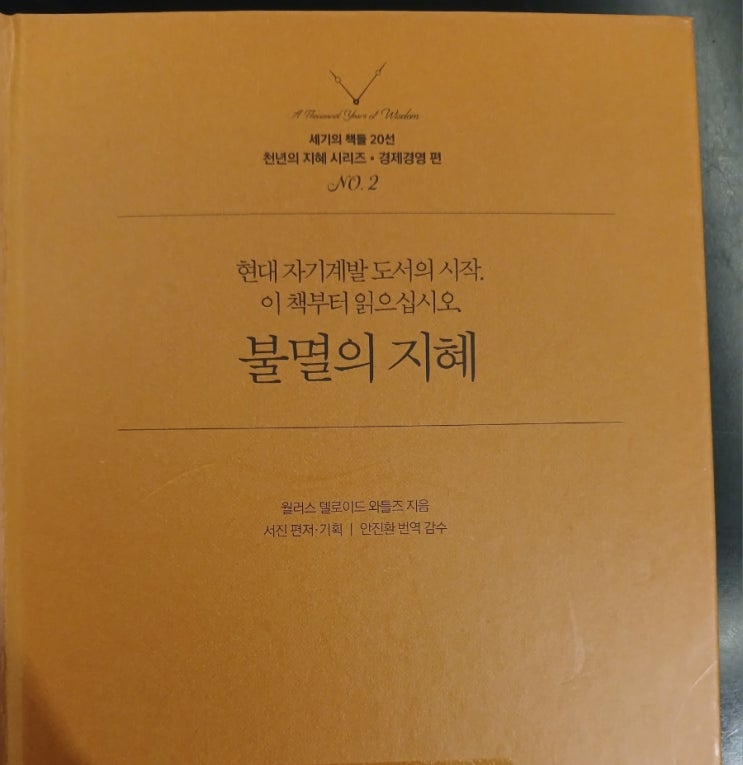 A Thousand Years of Wisdom
세기의 책들 20선
천년의 지혜 시리즈 • 경제경영 편
NO. 2
현대 자기계발 도서의 시작.
이 책부터 읽으십시오.
불멸의 지혜
월러스 델로이드 와틀즈 지음
서진 편저·기획 | 안진환 번역 감수